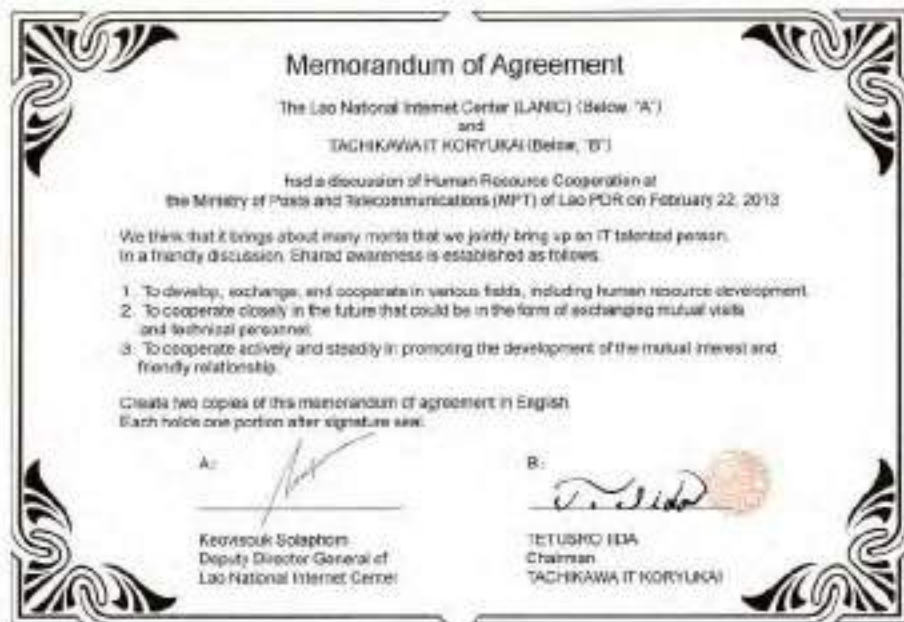 Memorandum of Agreement
The Lao National Internet Center (LANIC) (Below, "A")
and
TACHIKAWA IT KORYUKAI (Below, "B")
had a discussion of Human Resource Cooperation at
the Ministry of Posts and Telecommunications (MPT) of Lao PDR on February 22, 2013
We think that it brings about many merits that we jointly bring up an IT talented person.
In a friendly discussion, Shared awareness is established as follows.
1. To develop, exchange, and cooperate in various fields, including human resource development.
2. To cooperate closely in the future that could be in the form of exchanging mutual visits
and technical personnel.
3. To cooperate actively and steadily in promoting the development of the mutual interest and
friendly relationship.
Create two copies of this memorandum of agreement in English
Each holds one portion after signature seal.
A:
B:
T. Iida
Keovisouk Solaphom
Deputy Director General of
Lao National Internet Center
TETUSRO IIDA
Chairman
TACHIKAWA IT KORYUKAI